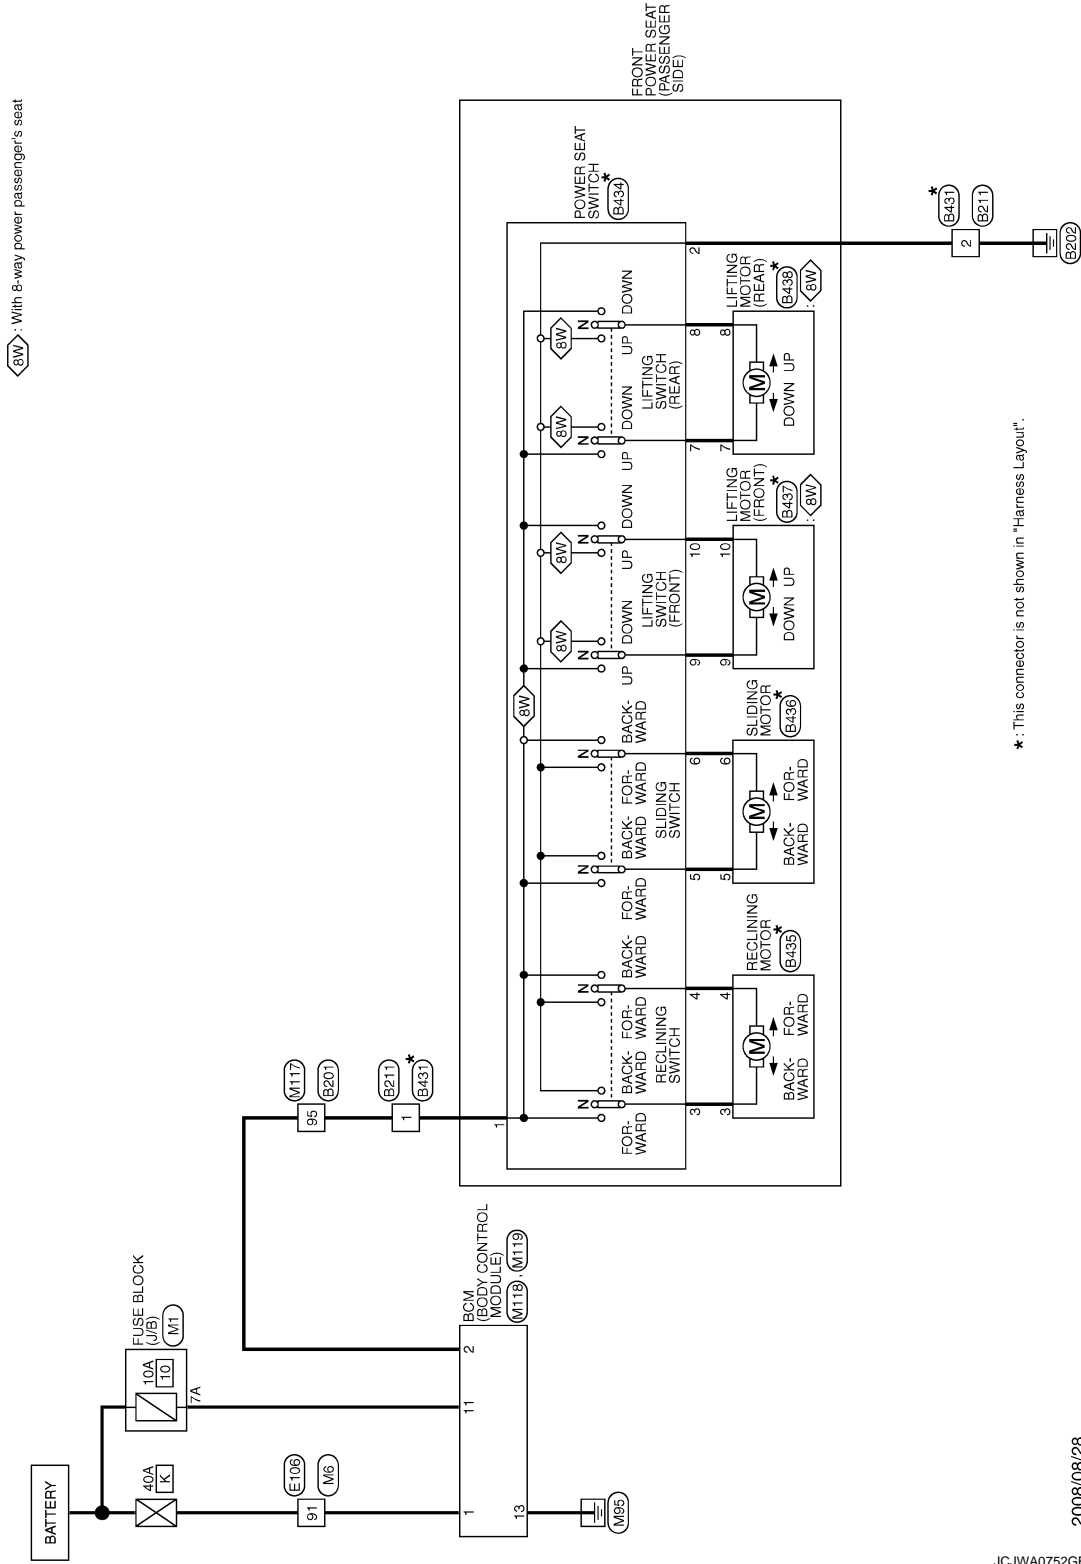 8W : With 8-way power passenger's seat
BATTERY
40A
K
10A
10
FUSE BLOCK
(J/B)
M1
7A
E106
91
M6
1
11
2
13
BCM
(BODY CONTROL
MODULE)
M118 , M119
M95
M117
95
B201
B211
1
B431 *
1
FRONT
POWER SEAT
(PASSENGER
SIDE)
POWER SEAT
SWITCH
B434 *
N
FOR-
WARD
BACK-
WARD
N
FOR-
WARD
BACK-
WARD
RECLINING
SWITCH
N
FOR-
WARD
BACK-
WARD
N
FOR-
WARD
BACK-
WARD
SLIDING
SWITCH
8W
8W
N
UP
DOWN
8W
N
UP
DOWN
LIFTING
SWITCH
(FRONT)
8W
N
UP
DOWN
8W
N
UP
DOWN
LIFTING
SWITCH
(REAR)
3
4
5
6
9
10
7
8
2
3
4
5
6
9
10
7
8
RECLINING
MOTOR
B435 *
M
BACK-
WARD
FOR-
WARD
SLIDING
MOTOR
B436 *
M
BACK-
WARD
FOR-
WARD
LIFTING
MOTOR
(FRONT)
B437 *
: 8W
M
DOWN UP
LIFTING
MOTOR
(REAR)
B438 *
: 8W
M
DOWN UP
B431 *
2
B211
B202
* : This connector is not shown in "Harness Layout".
2008/08/28